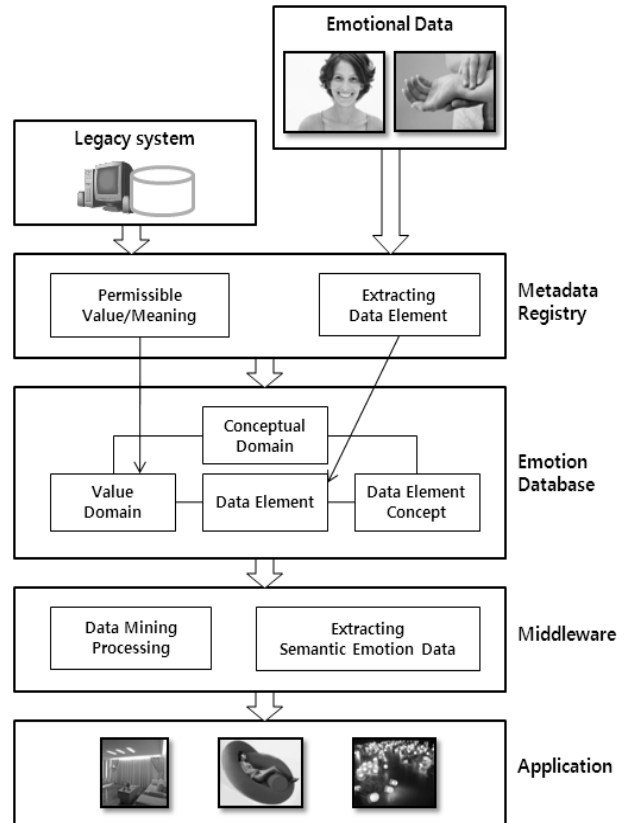 Emotional Data
Legacy system
Permissible
Value/Meaning
Extracting
Data Element
Metadata
Registry
Conceptual
Domain
Value
Domain
Data Element
Data Element
Concept
Emotion
Database
Data Mining
Processing
Extracting
Semantic Emotion Data
Middleware
Application